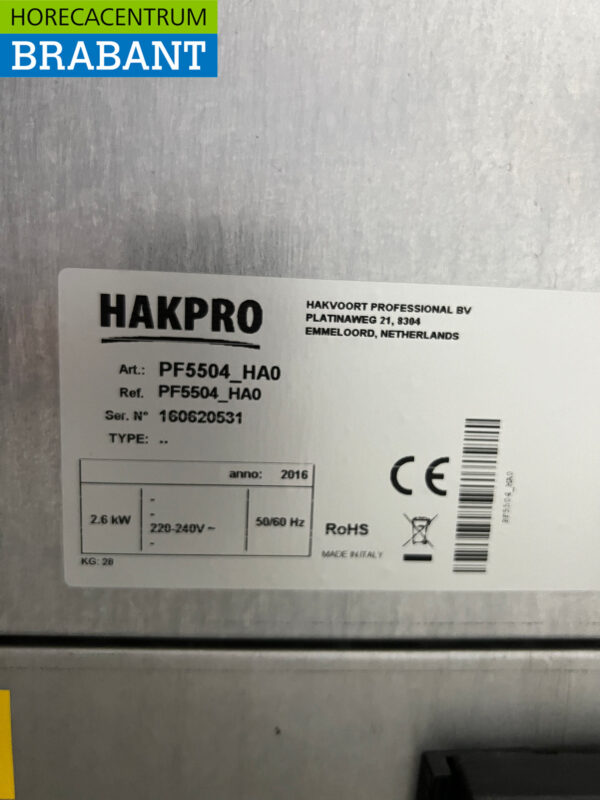 HORECACENTRUM
BRABANT
HAKPRO
HAKVOORT PROFESSIONAL BV
PLATINAWEG 21, 8304
EMMELOORD, NETHERLANDS
Art.: PF5504_HA0
Ref. PF5504_HA0
Ser. N° 160620531
TYPE: --
anno: 2016
2.6 kW
-
-
220-240V ~
-
50/60 Hz
KG: 28
CE
RoHS
MADE IN ITALY
PF5504_HA0